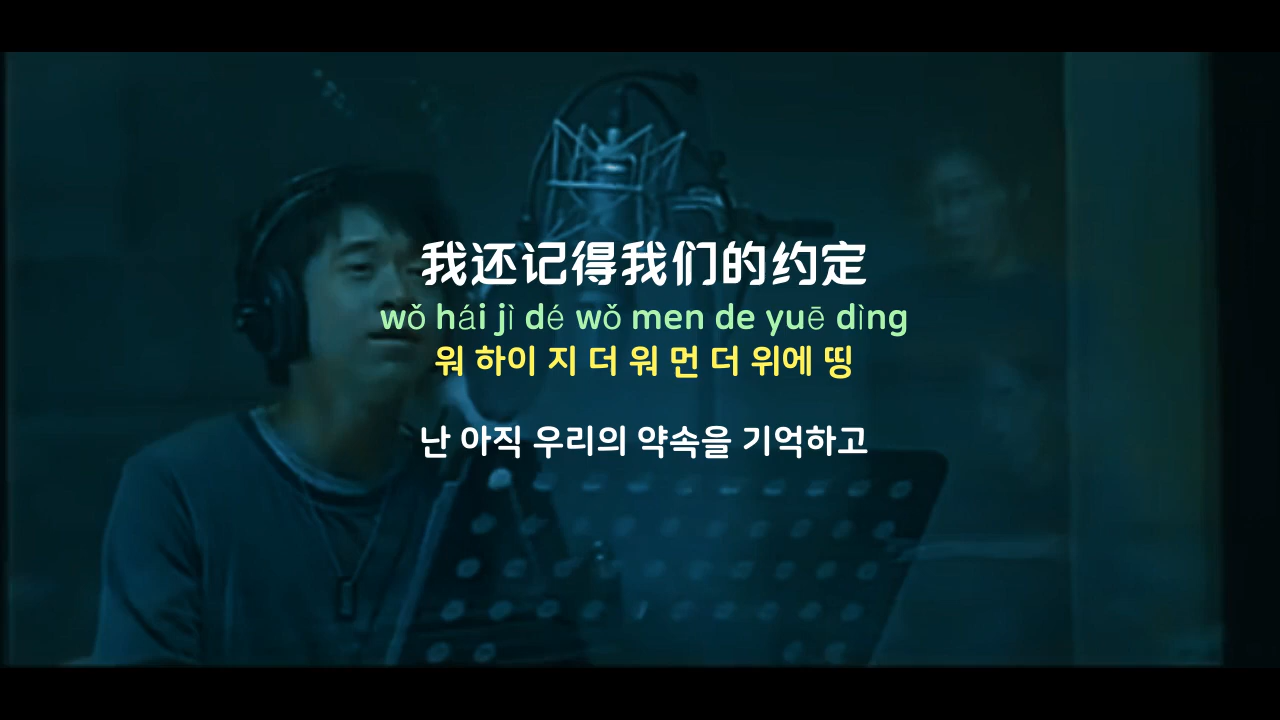 我还记得我们的约定
wǒ hái jì dé wǒ men de yuē dìng
워 하이 지 더 워 먼 더 위에 띵
난 아직 우리의 약속을 기억하고